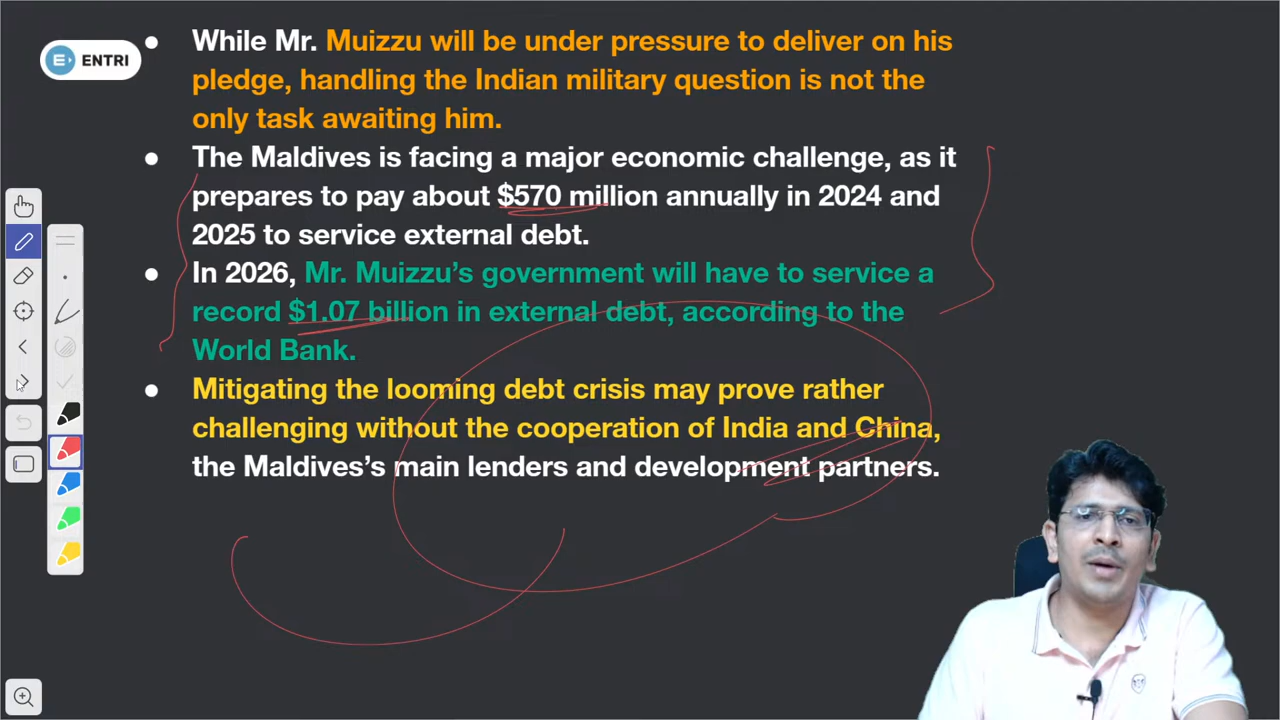 ENTRI
While Mr. Muizzu will be under pressure to deliver on his
pledge, handling the Indian military question is not the
only task awaiting him.
The Maldives is facing a major economic challenge, as it
prepares to pay about $570 million annually in 2024 and
2025 to service external debt.
In 2026, Mr. Muizzu’s government will have to service a
record $1.07 billion in external debt, according to the
World Bank.
Mitigating the looming debt crisis may prove rather
challenging without the cooperation of India and China,
the Maldives’s main lenders and development partners.